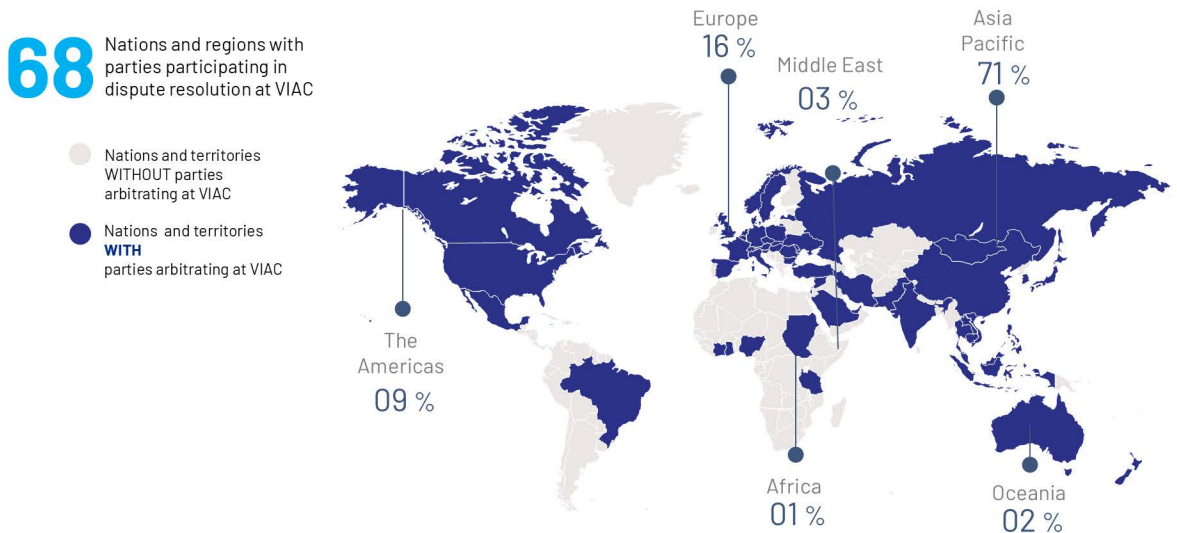 68
Nations and regions with
parties participating in
dispute resolution at VIAC
Nations and territories
WITHOUT parties
arbitrating at VIAC
Nations and territories
WITH
parties arbitrating at VIAC
The
Americas
09 %
Europe
16 %
Middle East
03 %
Asia
Pacific
71 %
Africa
01 %
Oceania
02 %